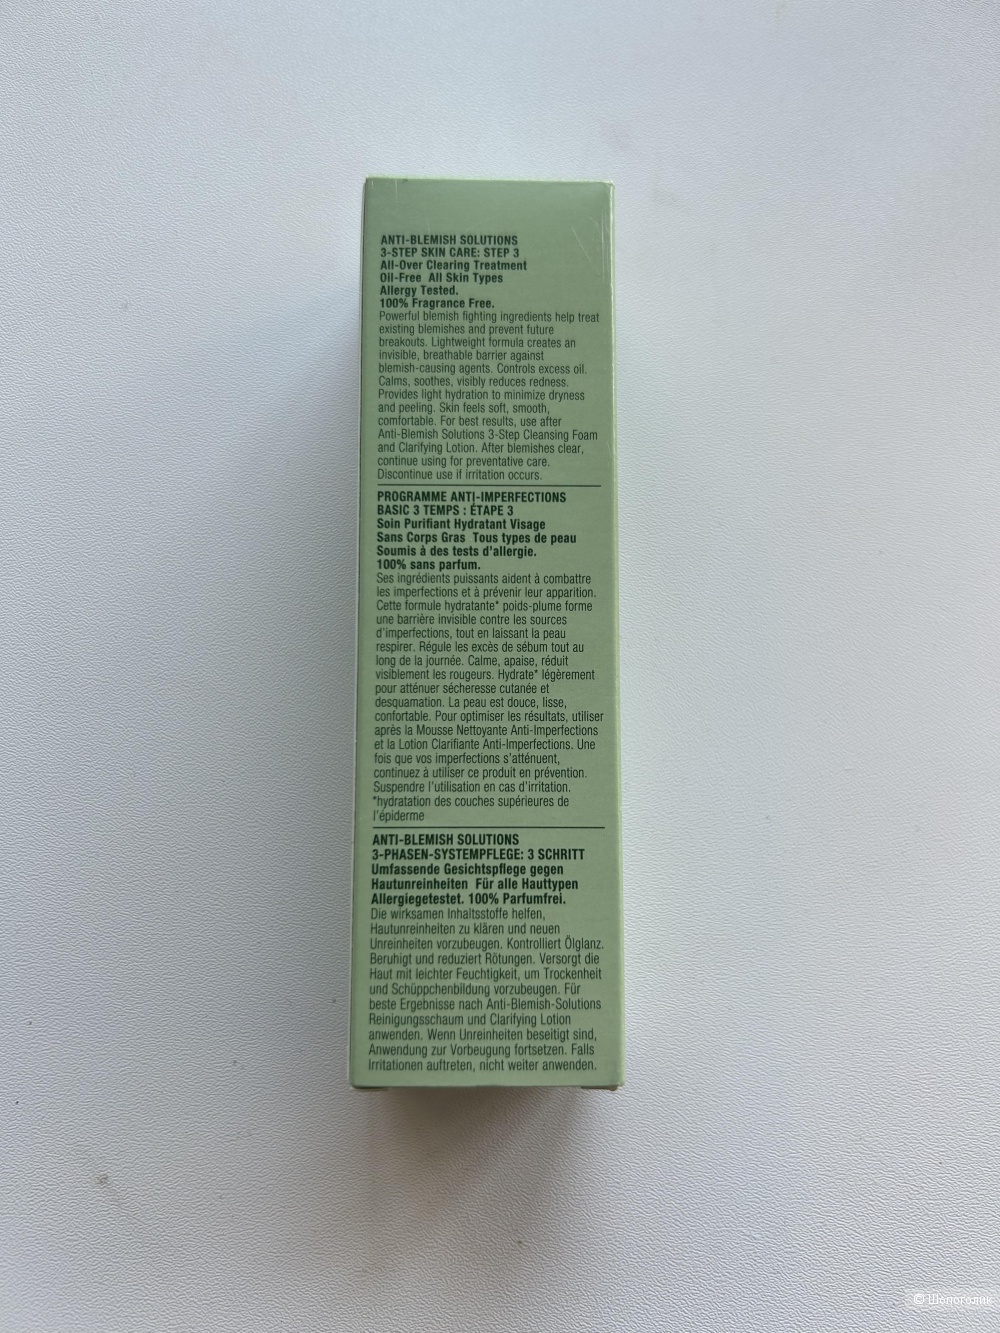 ANTI-BLEMISH SOLUTIONS
3-STEP SKIN CARE: STEP 3
All-Over Clearing Treatment
Oil-Free All Skin Types
Allergy Tested.
100% Fragrance Free.
Powerful blemish fighting ingredients help treat
existing blemishes and prevent future
breakouts. Lightweight formula creates an
invisible, breathable barrier against
blemish-causing agents. Controls excess oil.
Calms, soothes, visibly reduces redness.
Provides light hydration to minimize dryness
and peeling. Skin feels soft, smooth,
comfortable. For best results, use after
Anti-Blemish Solutions 3-Step Cleansing Foam
and Clarifying Lotion. After blemishes clear,
continue using for preventative care.
Discontinue use if irritation occurs.
PROGRAMME ANTI-IMPERFECTIONS
BASIC 3 TEMPS : ÉTAPE 3
Soin Purifiant Hydratant Visage
Sans Corps Gras Tous types de peau
Soumis à des tests d'allergie.
100% sans parfum.
Ses ingrédients puissants aident à combattre
les imperfections et à prévenir leur apparition.
Cette formule hydratante* poids-plume forme
une barrière invisible contre les sources
d'imperfections, tout en laissant la peau
respirer. Régule les excès de sébum tout au
long de la journée. Calme, apaise, réduit
visiblement les rougeurs. Hydrate* légèrement
pour atténuer sécheresse cutanée et
desquamation. La peau est douce, lisse,
confortable. Pour optimiser les résultats, utiliser
après la Mousse Nettoyante Anti-Imperfections
et la Lotion Clarifiante Anti-Imperfections. Une
fois que vos imperfections s'atténuent,
continuez à utiliser ce produit en prévention.
Suspendre l'utilisation en cas d'irritation.
*hydratation des couches supérieures de
l'épiderme
ANTI-BLEMISH SOLUTIONS
3-PHASEN-SYSTEMPFLEGE: 3 SCHRITT
Umfassende Gesichtspflege gegen
Hautunreinheiten Für alle Hauttypen
Allergiegetestet. 100% Parfumfrei.
Die wirksamen Inhaltsstoffe helfen,
Hautunreinheiten zu klären und neuen
Unreinheiten vorzubeugen. Kontrolliert Ölglanz.
Beruhigt und reduziert Rötungen. Versorgt die
Haut mit leichter Feuchtigkeit, um Trockenheit
und Schüppchenbildung vorzubeugen. Für
beste Ergebnisse nach Anti-Blemish-Solutions
Reinigungsschaum und Clarifying Lotion
anwenden. Wenn Unreinheiten beseitigt sind,
Anwendung zur Vorbeugung fortsetzen. Falls
Irritationen auftreten, nicht weiter anwenden.
© Шопоголик